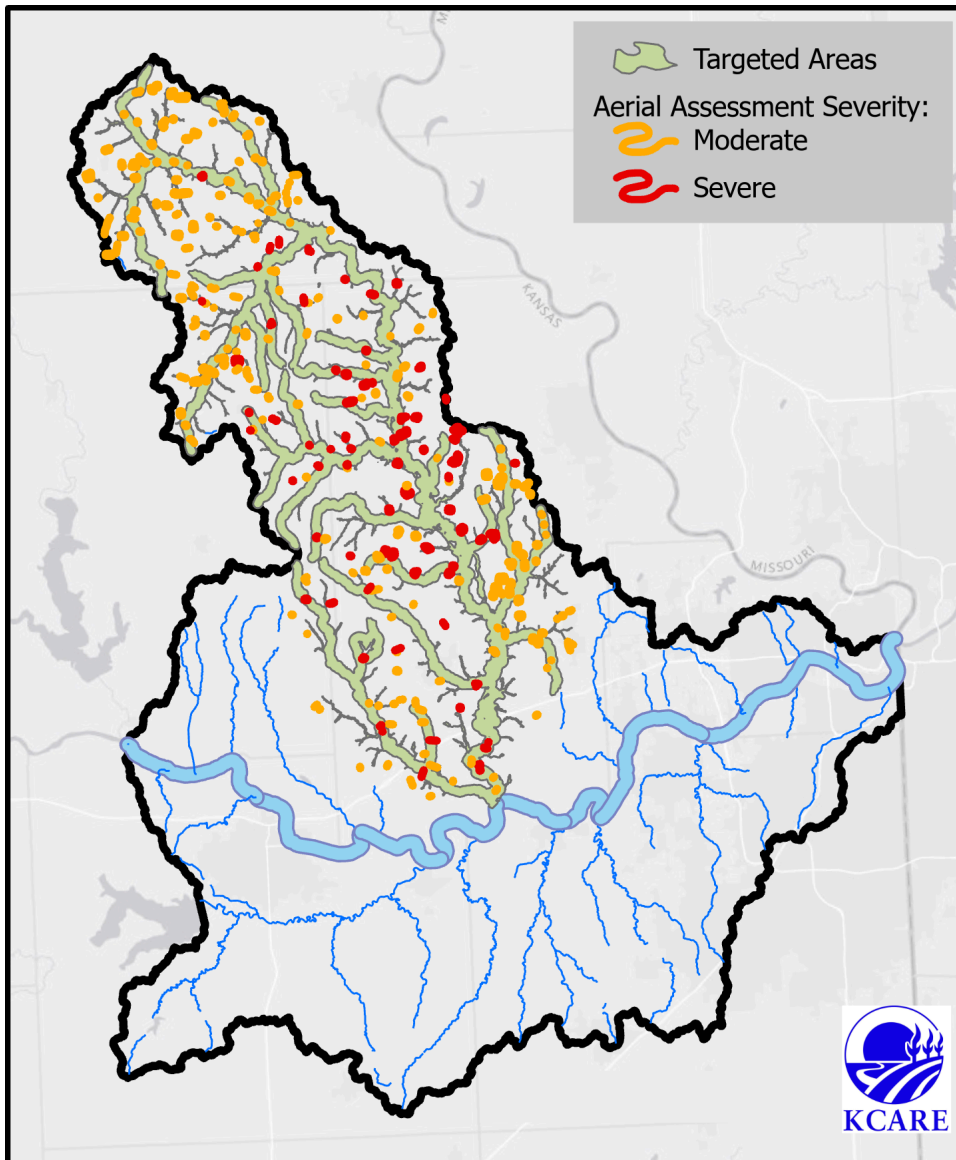 Targeted Areas
Aerial Assessment Severity:
Moderate
Severe
KANSAS
MISSOURI
KCARE